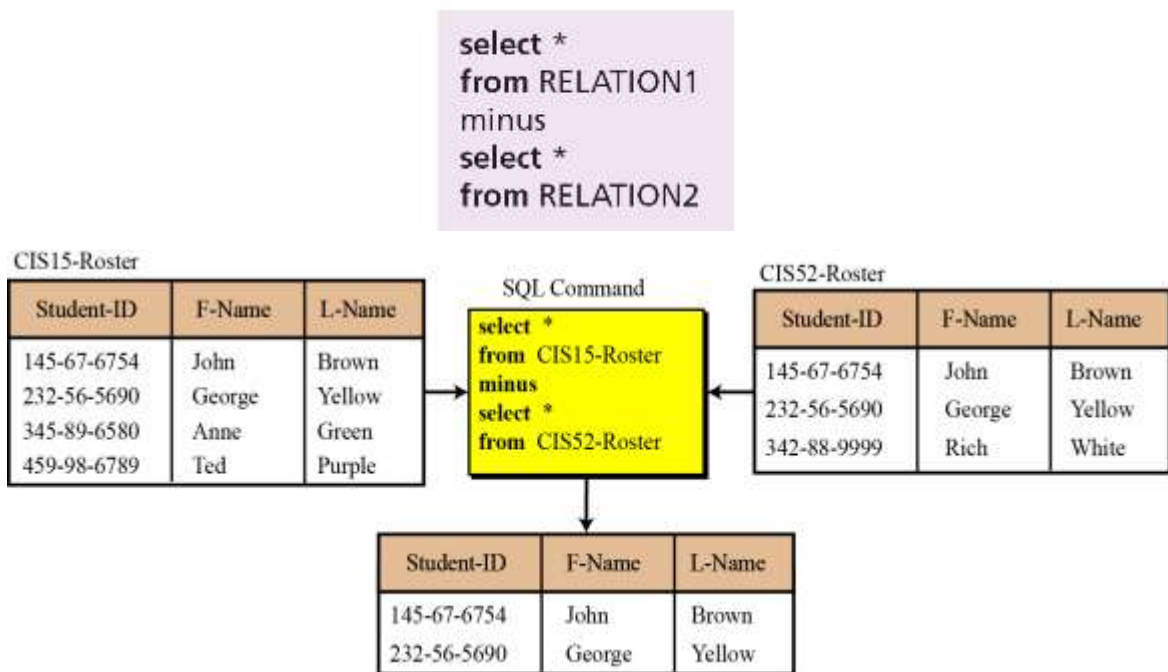 select *
from RELATION1
minus
select *
from RELATION2
CIS15-Roster
Student-ID F-Name L-Name
145-67-6754 John Brown
232-56-5690 George Yellow
345-89-6580 Anne Green
459-98-6789 Ted Purple
SQL Command
select *
from CIS15-Roster
minus
select *
from CIS52-Roster
CIS52-Roster
Student-ID F-Name L-Name
145-67-6754 John Brown
232-56-5690 George Yellow
342-88-9999 Rich White
Student-ID F-Name L-Name
145-67-6754 John Brown
232-56-5690 George Yellow